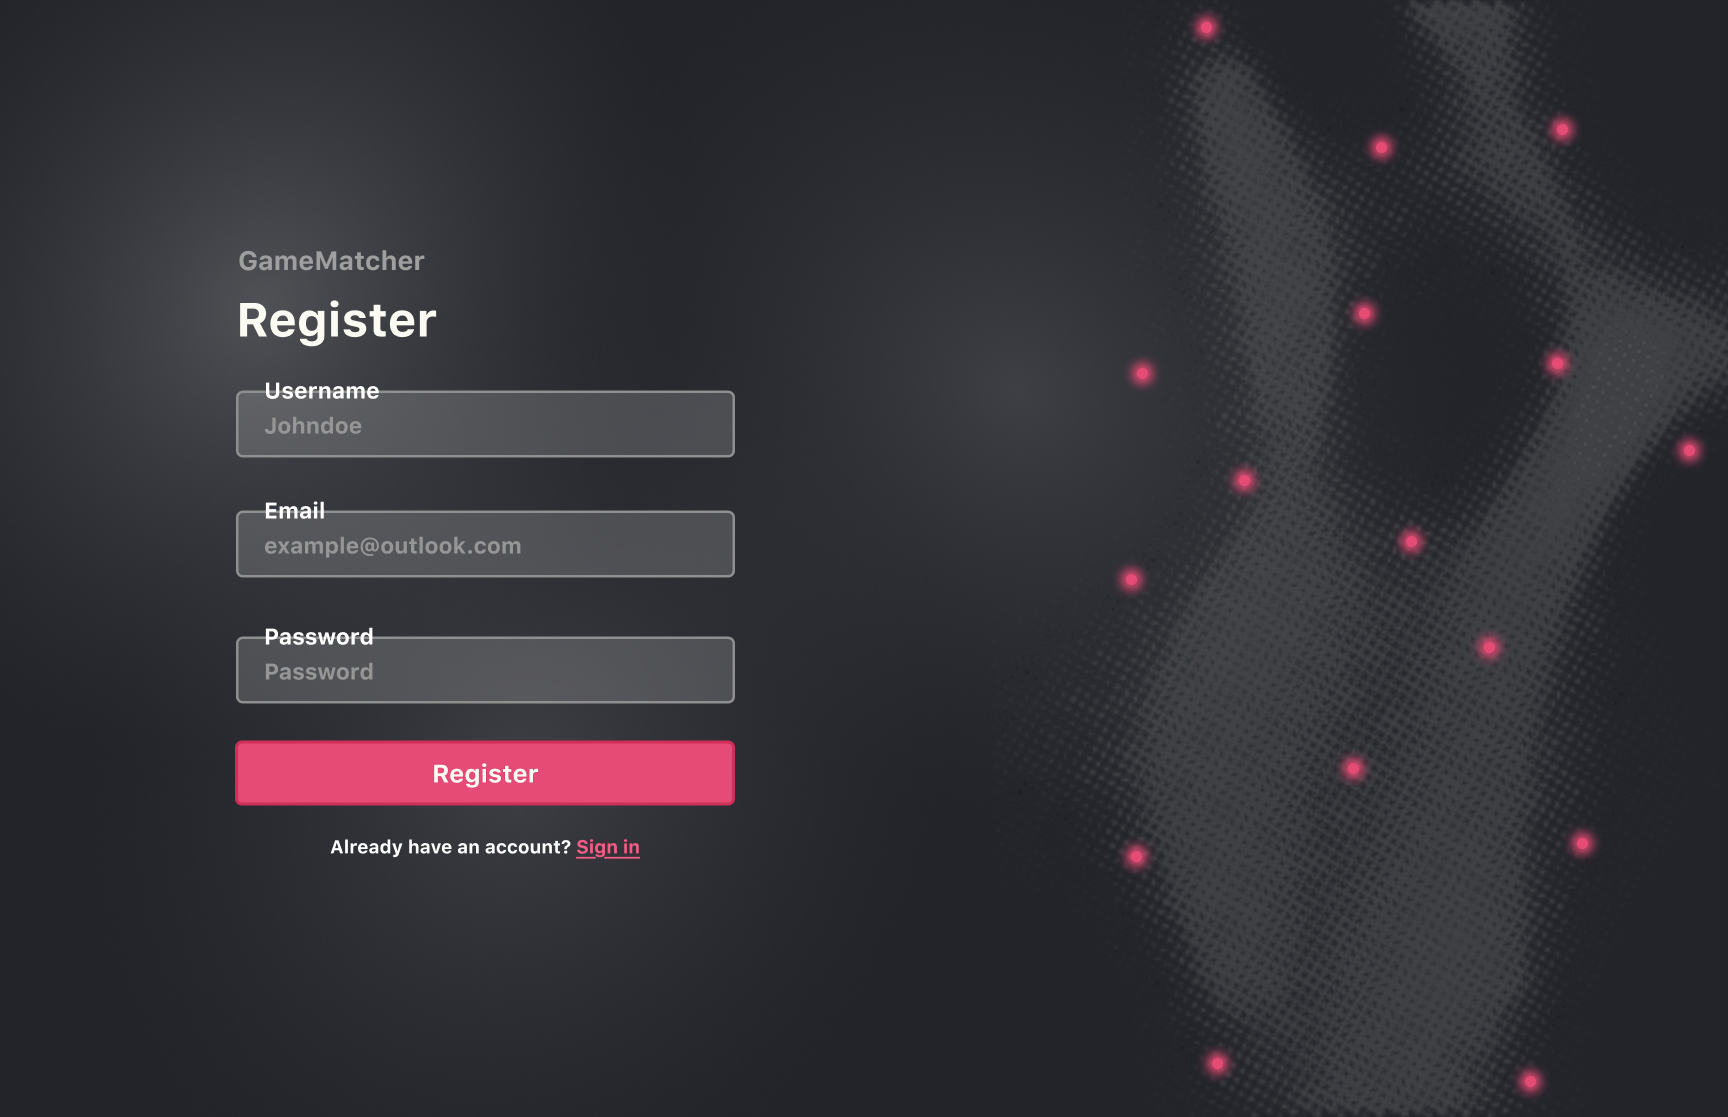 GameMatcher
Register
Username
Johndoe
Email
example@outlook.com
Password
Password
Register
Already have an account? Sign in